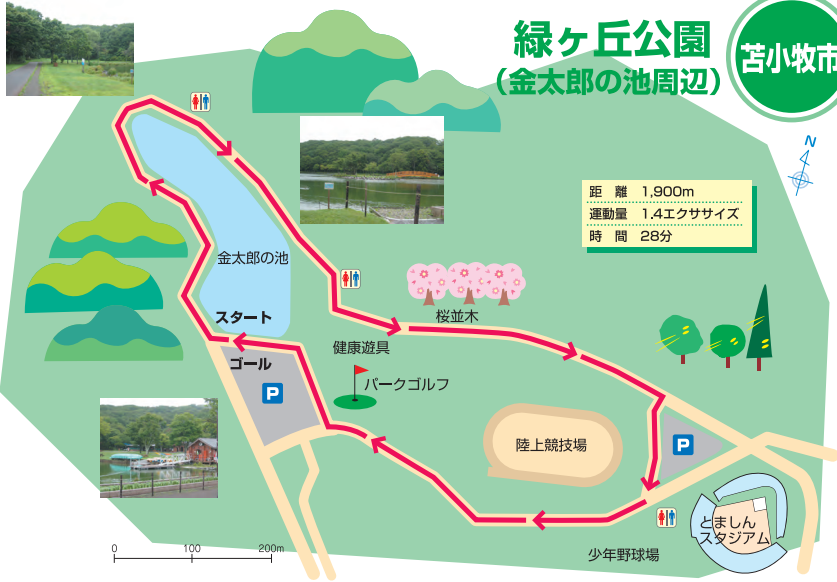 緑ヶ丘公園
(金太郎の池周辺)
苫小牧市
N
距　離　1,900m
運動量　1.4エクササイズ
時　間　28分
金太郎の池
スタート
ゴール
P
桜並木
健康遊具
パークゴルフ
陸上競技場
P
とましん
スタジアム
少年野球場
0 100 200m